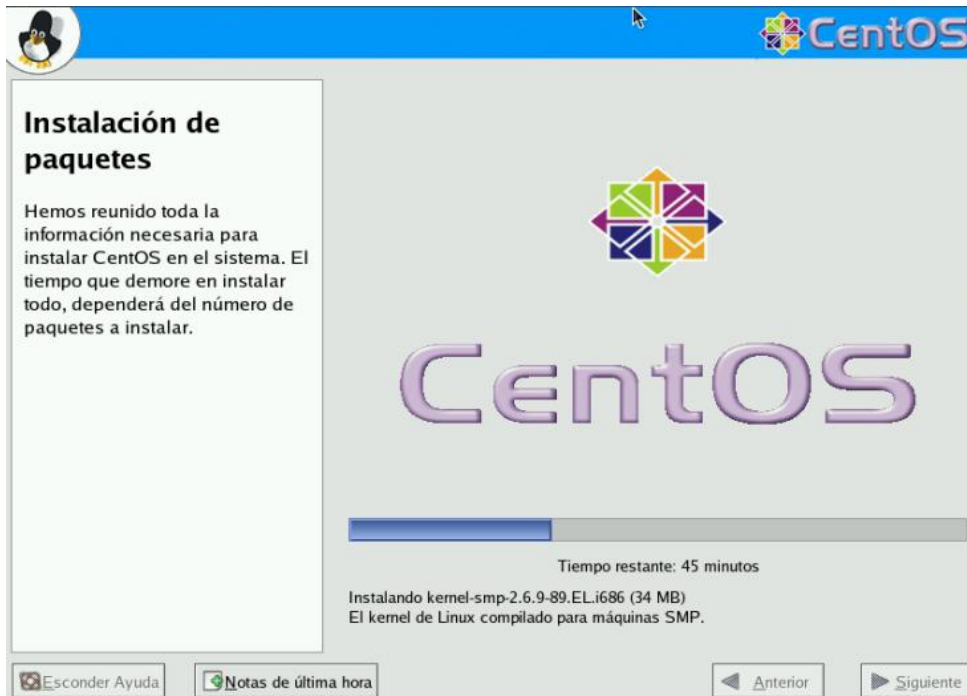 CentOS
Instalación de
paquetes
Hemos reunido toda la
información necesaria para
instalar CentOS en el sistema. El
tiempo que demore en instalar
todo, dependerá del número de
paquetes a instalar.
CentOS
Tiempo restante: 45 minutos
Instalando kernel-smp-2.6.9-89.EL.i686 (34 MB)
El kernel de Linux compilado para máquinas SMP.
Esconder Ayuda
Notas de última hora
Anterior
Siguiente